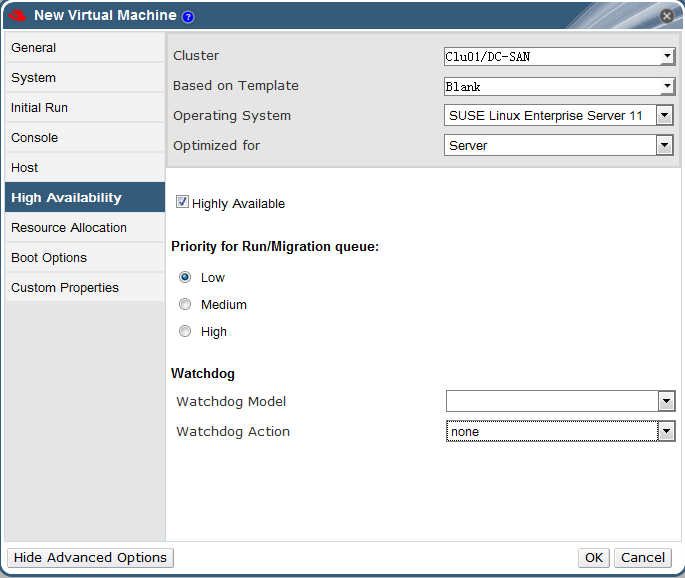 New Virtual Machine ?
General
System
Initial Run
Console
Host
High Availability
Resource Allocation
Boot Options
Custom Properties
Cluster Clu01/DC-SAN
Based on Template Blank
Operating System SUSE Linux Enterprise Server 11
Optimized for Server
Highly Available
Priority for Run/Migration queue:
Low
Medium
High
Watchdog
Watchdog Model
Watchdog Action none
Hide Advanced Options OK Cancel